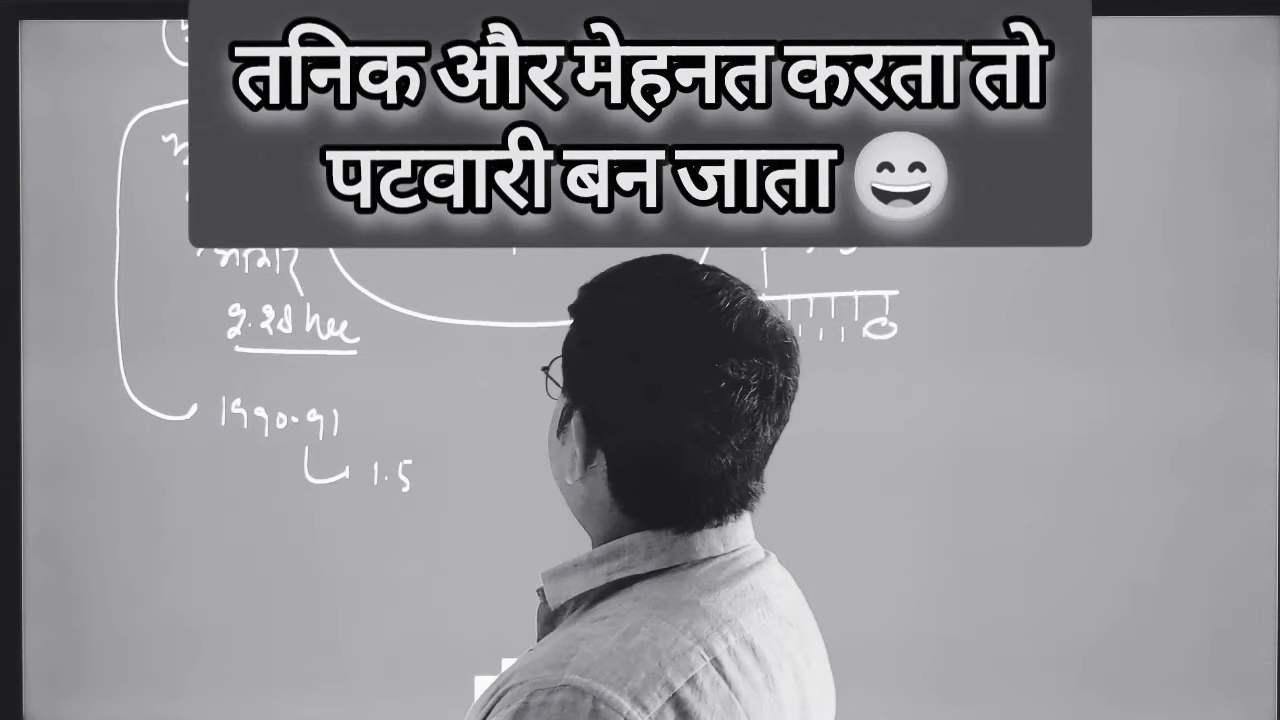 तनिक और मेहनत करता तो
पटवारी बन जाता 😄
2.28 hec
1990-91
1.5